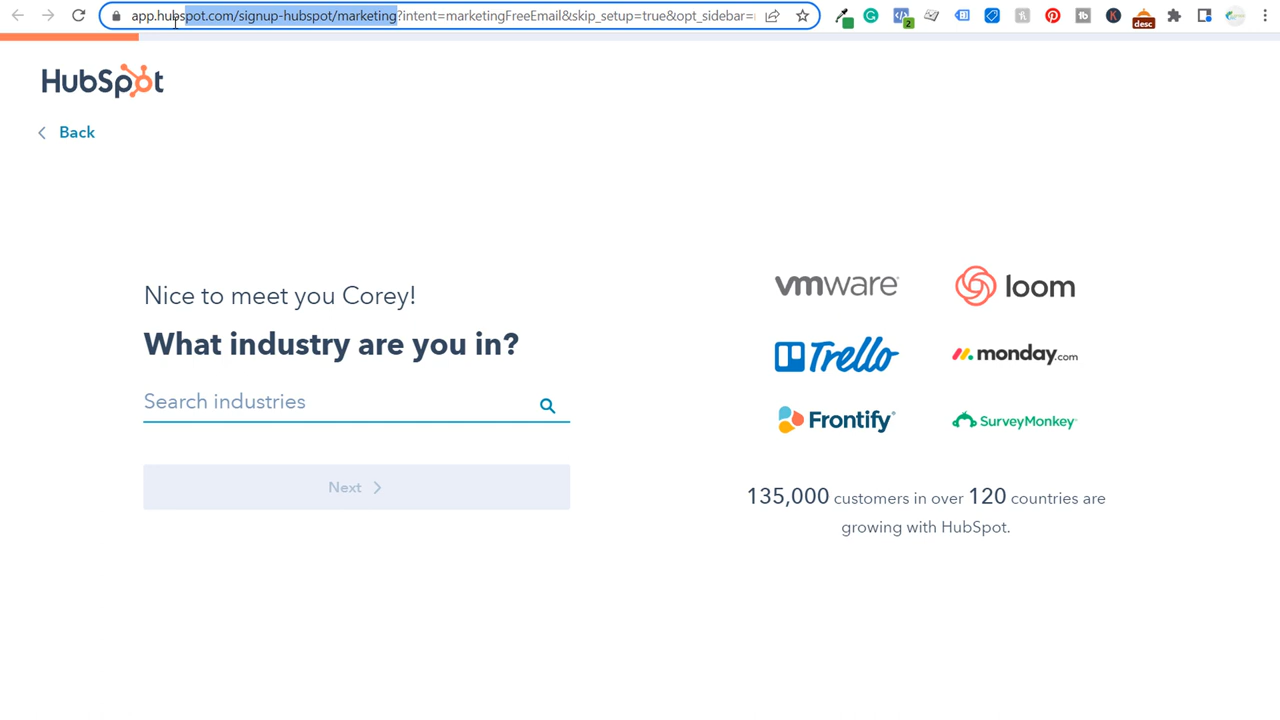 app.hubspot.com/signup-hubspot/marketing?intent=marketingFreeEmail&skip_setup=true&opt_sidebar=
2
desc
HubSpot
Back
Nice to meet you Corey!
What industry are you in?
Search industries
Next
vmware loom
Trello monday.com
Frontify SurveyMonkey
135,000 customers in over 120 countries are
growing with HubSpot.